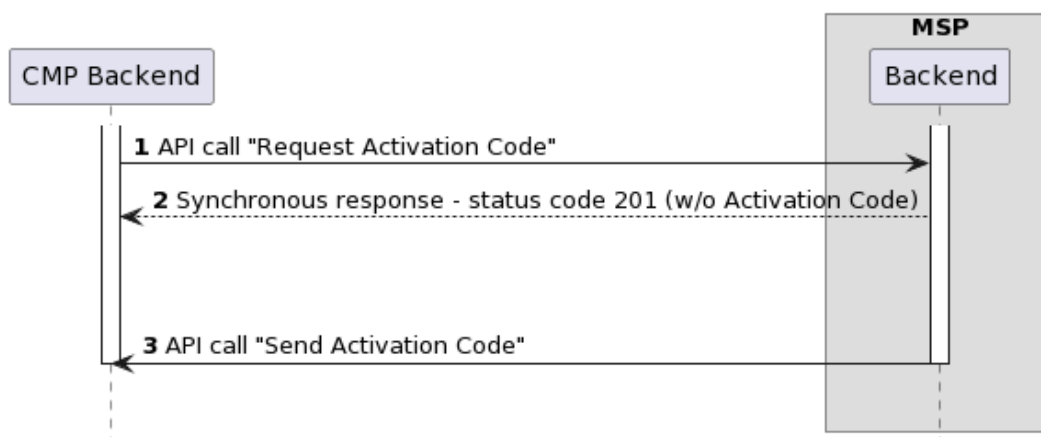 MSP
CMP Backend
Backend
1 API call "Request Activation Code"
2 Synchronous response - status code 201 (w/o Activation Code)
3 API call "Send Activation Code"